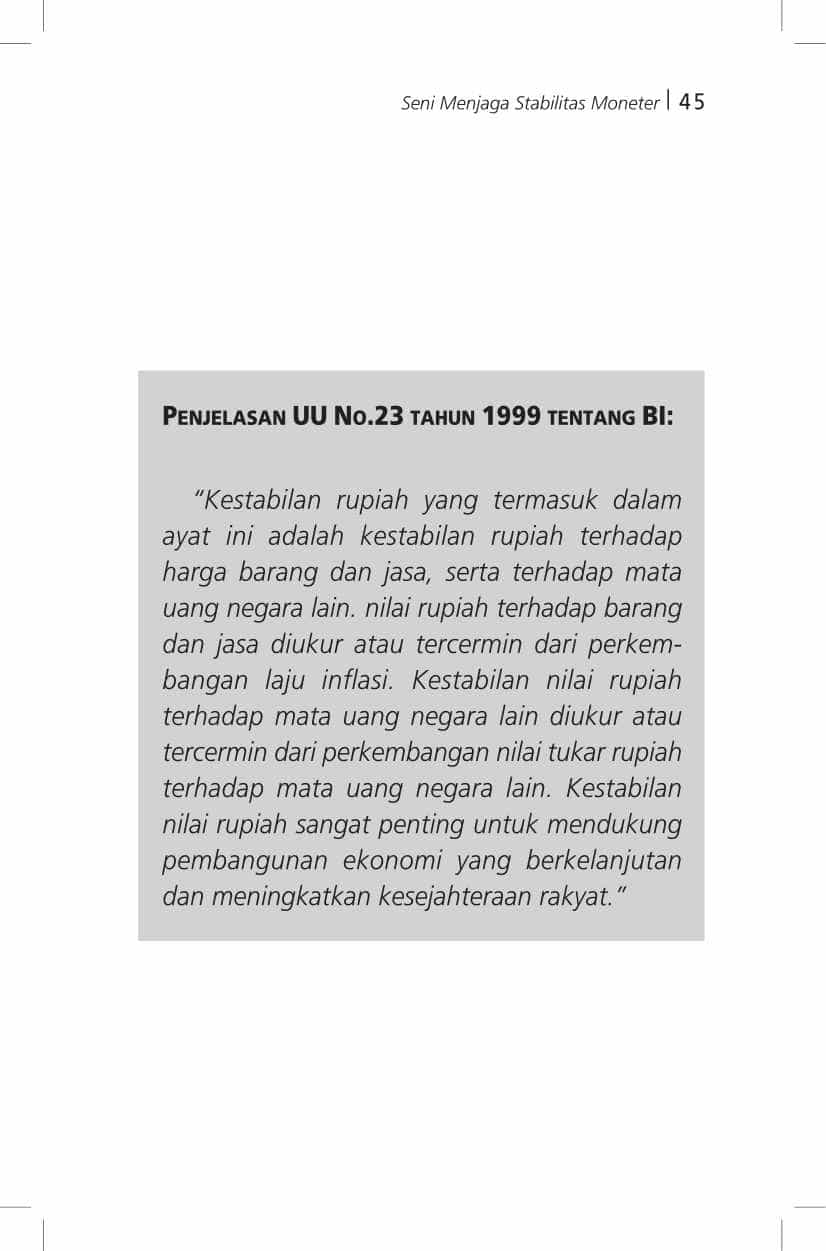 Seni Menjaga Stabilitas Moneter | 45
PENJELASAN UU NO.23 TAHUN 1999 TENTANG BI:
“Kestabilan rupiah yang termasuk dalam
ayat ini adalah kestabilan rupiah terhadap
harga barang dan jasa, serta terhadap mata
uang negara lain. nilai rupiah terhadap barang
dan jasa diukur atau tercermin dari perkem-
bangan laju inflasi. Kestabilan nilai rupiah
terhadap mata uang negara lain diukur atau
tercermin dari perkembangan nilai tukar rupiah
terhadap mata uang negara lain. Kestabilan
nilai rupiah sangat penting untuk mendukung
pembangunan ekonomi yang berkelanjutan
dan meningkatkan kesejahteraan rakyat.”